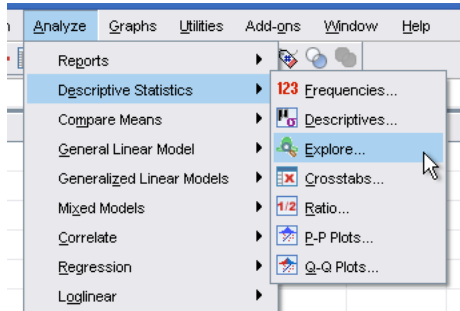 Analyze Graphs Utilities Add-ons Window Help
Reports
Descriptive Statistics
Compare Means
General Linear Model
Generalized Linear Models
Mixed Models
Correlate
Regression
Loglinear
123 Frequencies...
Descriptives...
Explore...
Crosstabs...
1/2 Ratio...
P-P Plots...
Q-Q Plots...